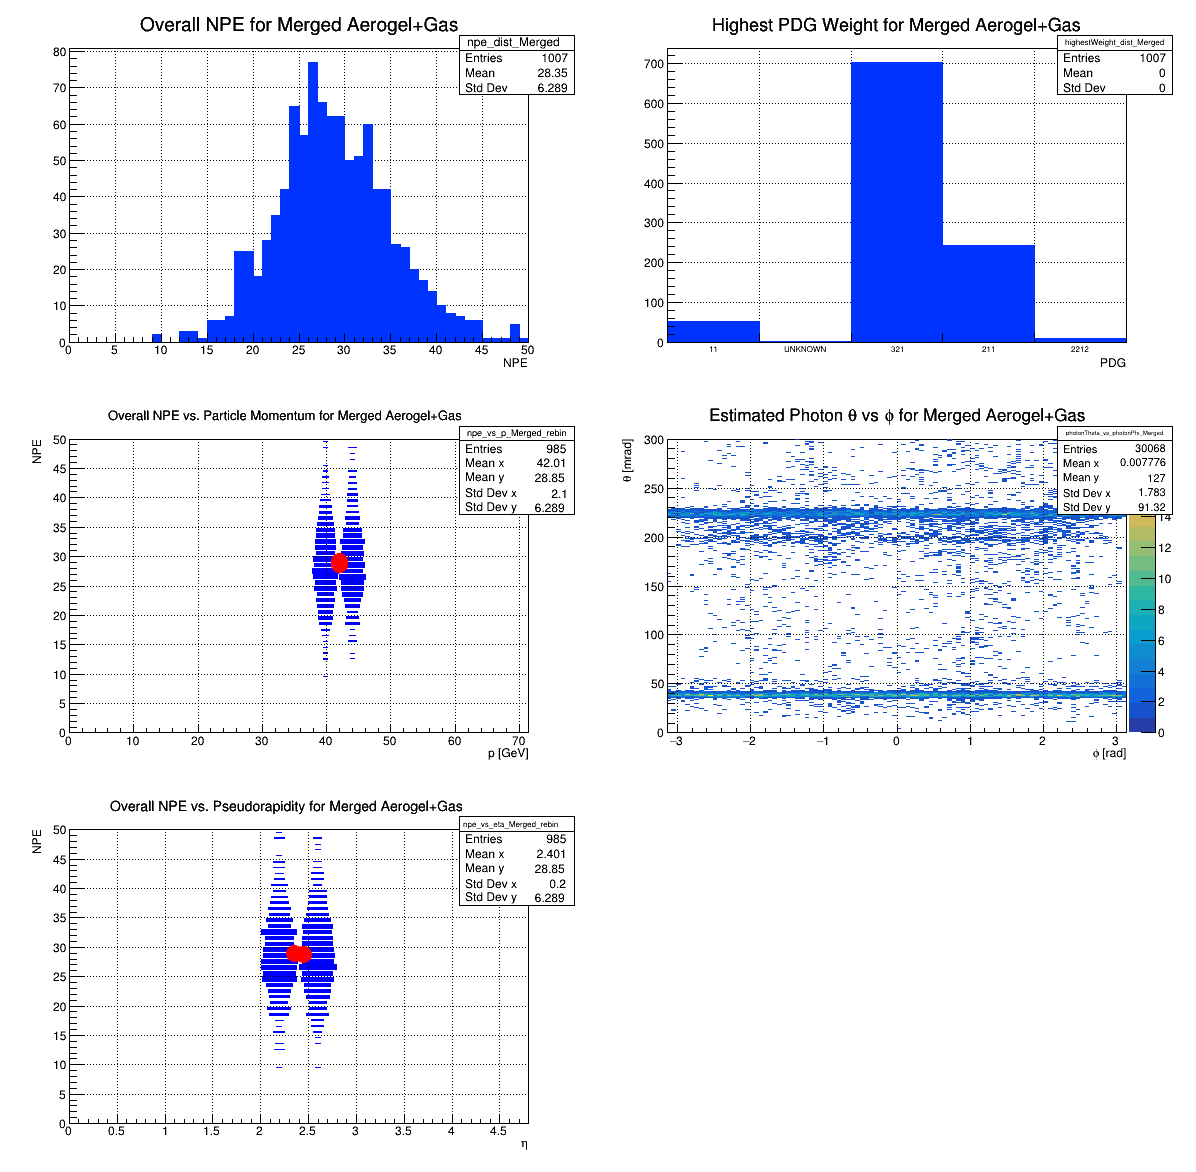 Overall NPE for Merged Aerogel+Gas
npe_dist_Merged
Entries 1007
Mean 28.35
Std Dev 6.289
80
70
60
50
40
30
20
10
0
0 5 10 15 20 25 30 35 40 45 50
NPE
Highest PDG Weight for Merged Aerogel+Gas
highestWeight_dist_Merged
Entries 1007
Mean 0
Std Dev 0
700
600
500
400
300
200
100
0
11 UNKNOWN 321 211 2212
PDG
Overall NPE vs. Particle Momentum for Merged Aerogel+Gas
NPE
npe_vs_p_Merged_rebin
Entries 985
Mean x 42.01
Mean y 28.85
Std Dev x 2.1
Std Dev y 6.289
50
45
40
35
30
25
20
15
10
5
0
0 10 20 30 40 50 60 70
p [GeV]
Estimated Photon θ vs ϕ for Merged Aerogel+Gas
θ [mrad]
photonTheta_vs_photonPhi_Merged
Entries 30068
Mean x 0.007776
Mean y 127
Std Dev x 1.783
Std Dev y 91.32
300
250
200
150
100
50
0
−3 −2 −1 0 1 2 3
ϕ [rad]
14
12
10
8
6
4
2
0
Overall NPE vs. Pseudorapidity for Merged Aerogel+Gas
NPE
npe_vs_eta_Merged_rebin
Entries 985
Mean x 2.401
Mean y 28.85
Std Dev x 0.2
Std Dev y 6.289
50
45
40
35
30
25
20
15
10
5
0
0 0.5 1 1.5 2 2.5 3 3.5 4 4.5
η